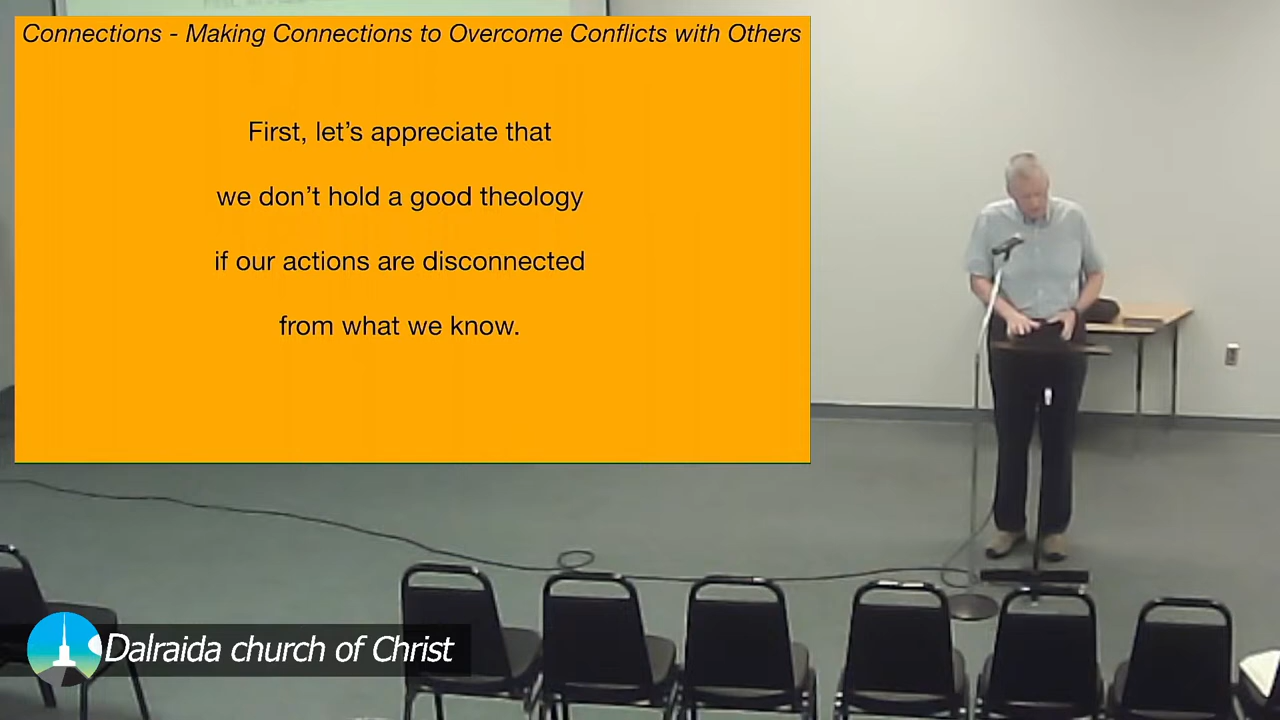 Connections - Making Connections to Overcome Conflicts with Others
First, let's appreciate that
we don't hold a good theology
if our actions are disconnected
from what we know.
Dalraida church of Christ